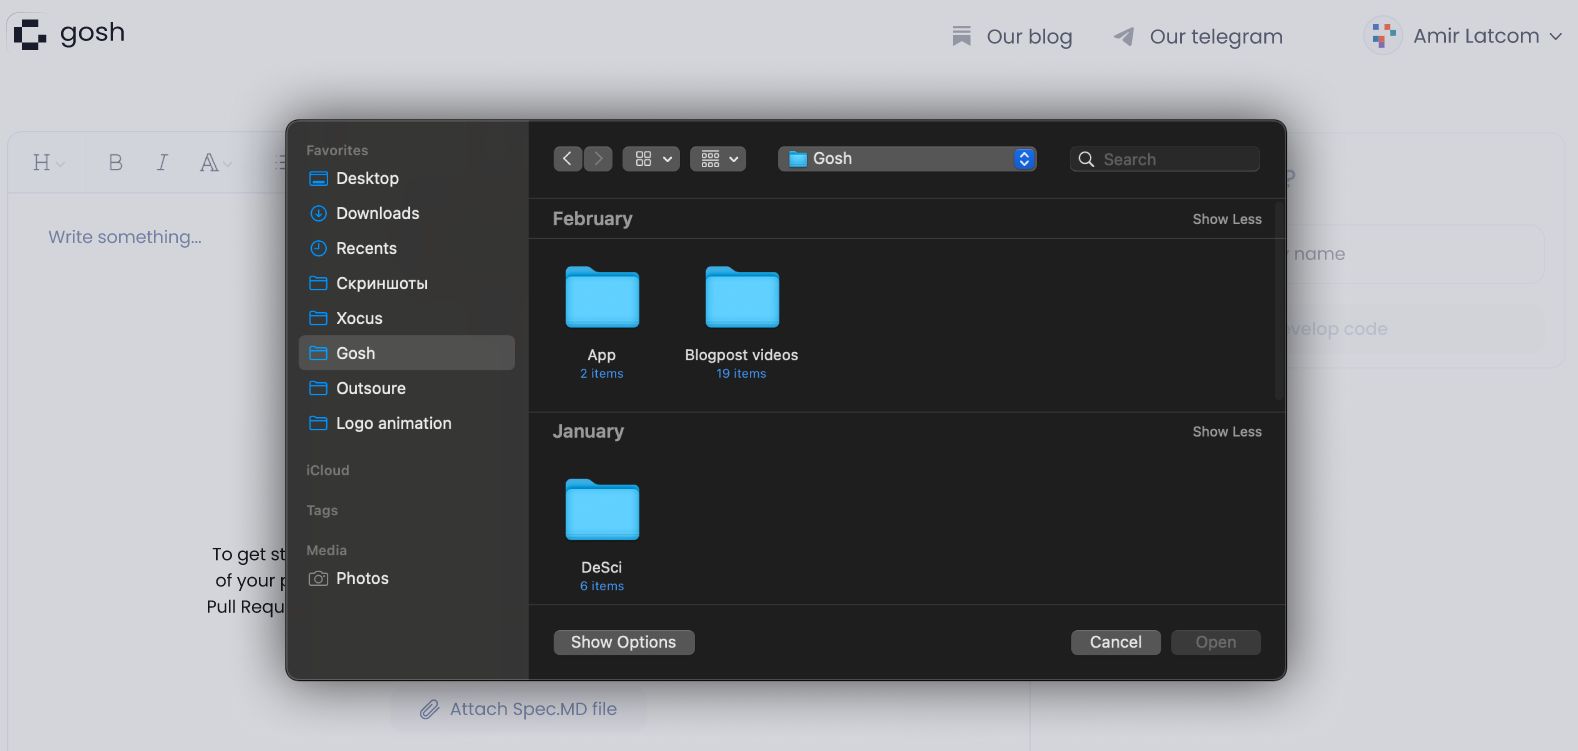 gosh
Our blog
Our telegram
Amir Latcom
H
B
I
A
Write something...
To get st
of your p
Pull Requ
Attach Spec.MD file
?
name
velop code
Favorites
Desktop
Downloads
Recents
Скриншоты
Xocus
Gosh
Outsoure
Logo animation
iCloud
Tags
Media
Photos
Gosh
Search
February
Show Less
App
2 items
Blogpost videos
19 items
January
Show Less
DeSci
6 items
Show Options
Cancel
Open